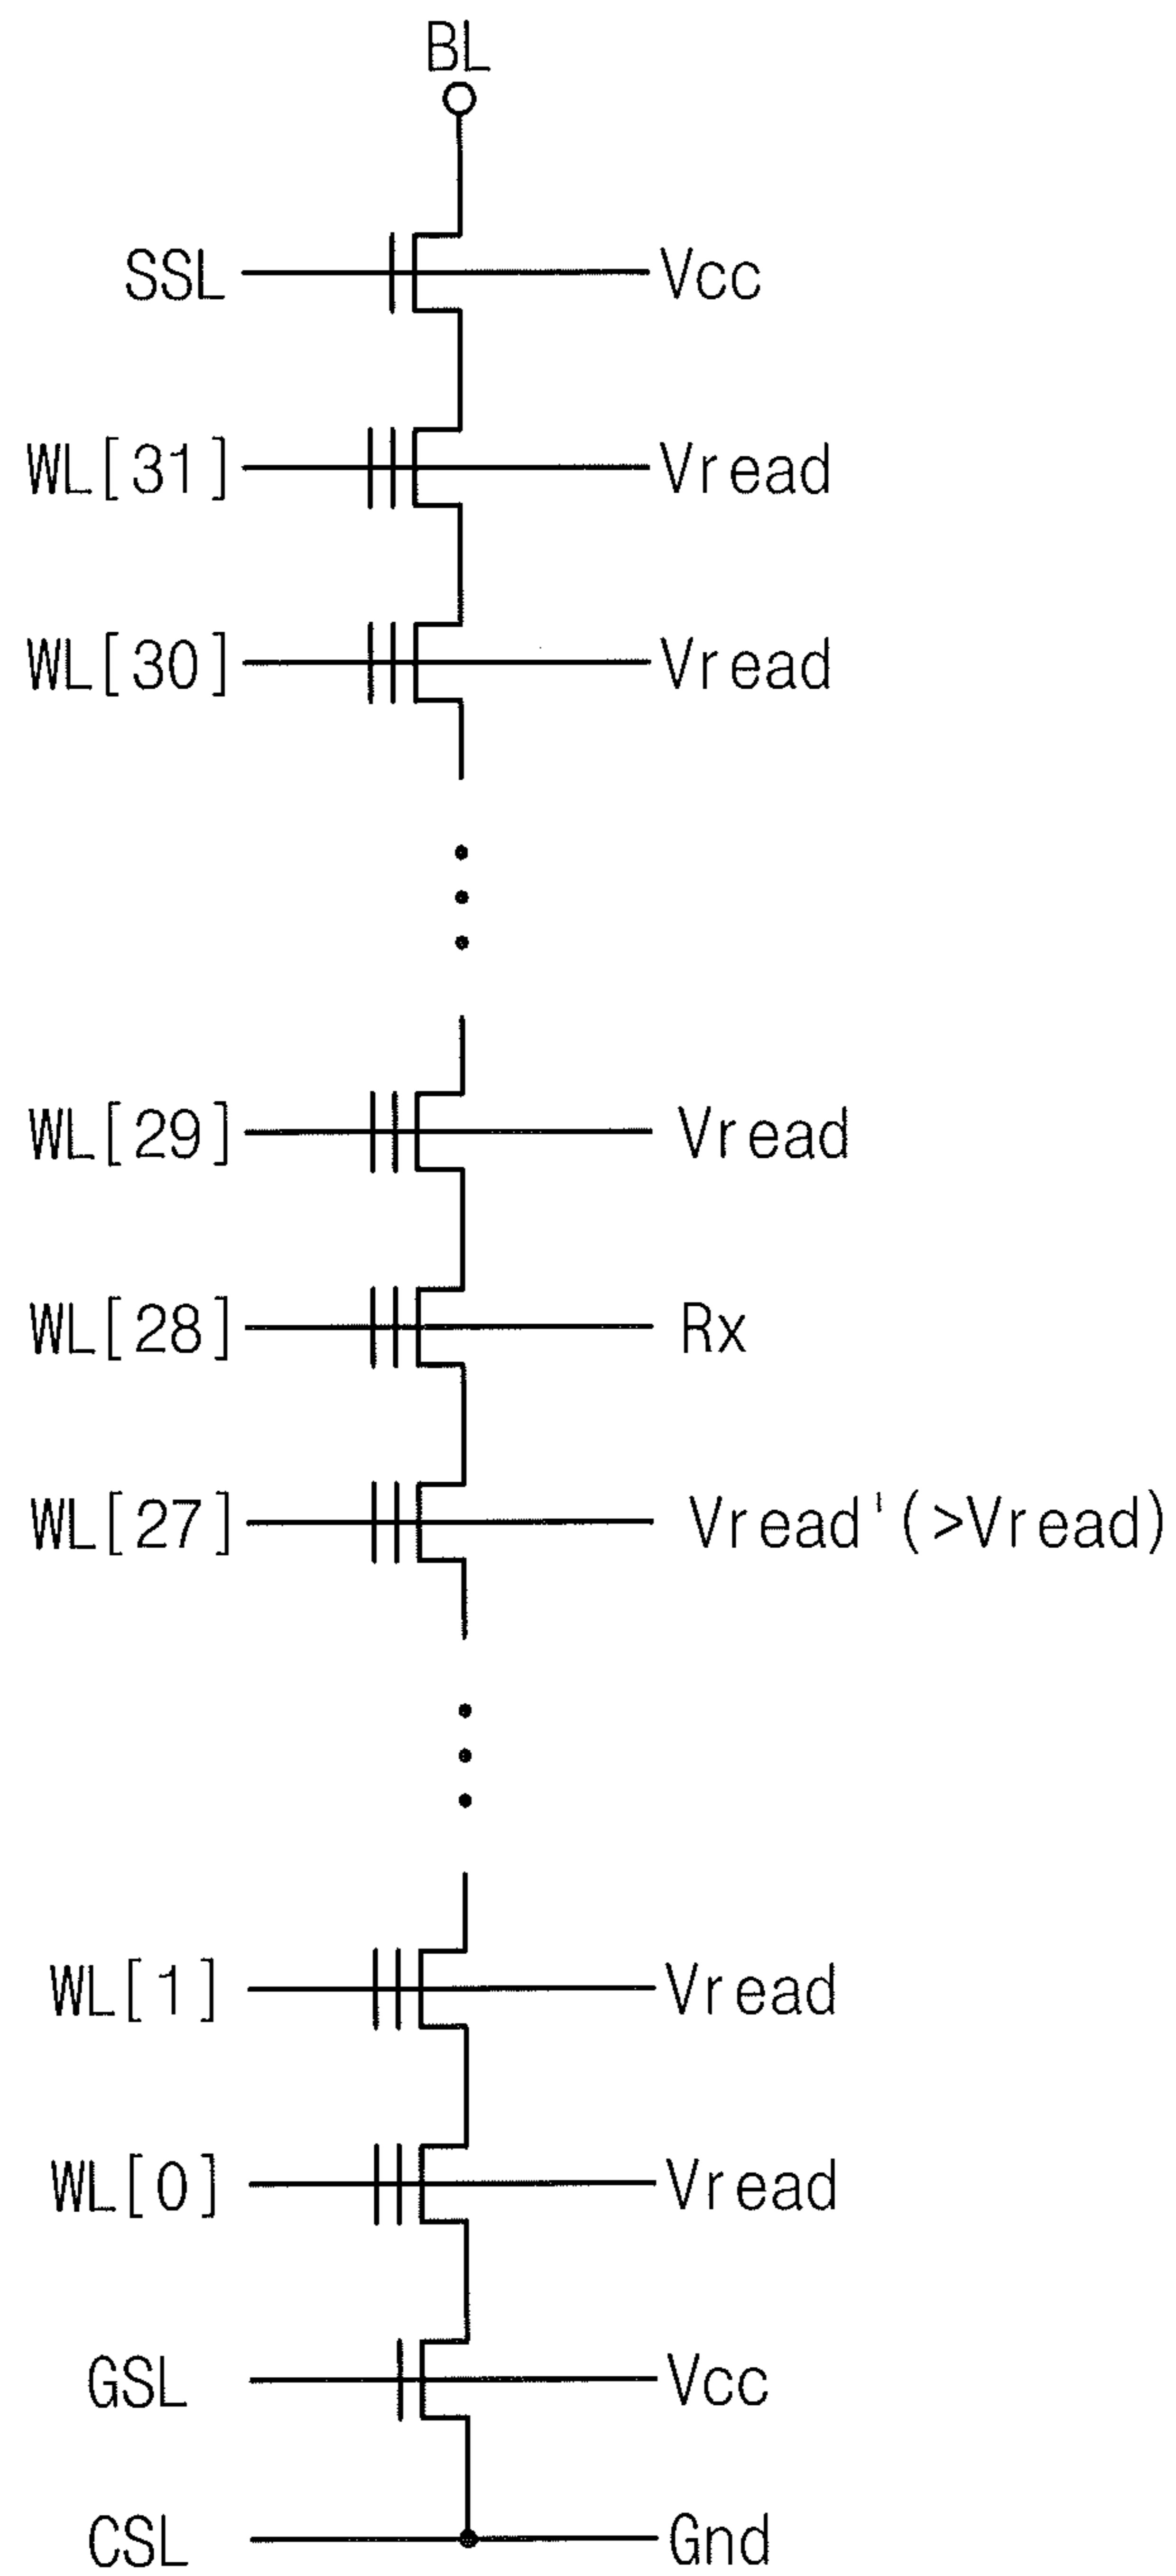 BL
SSL Vcc
WL[31] Vread
WL[30] Vread
WL[29] Vread
WL[28] Rx
WL[27] Vread'(>Vread)
WL[1] Vread
WL[0] Vread
GSL Vcc
CSL Gnd